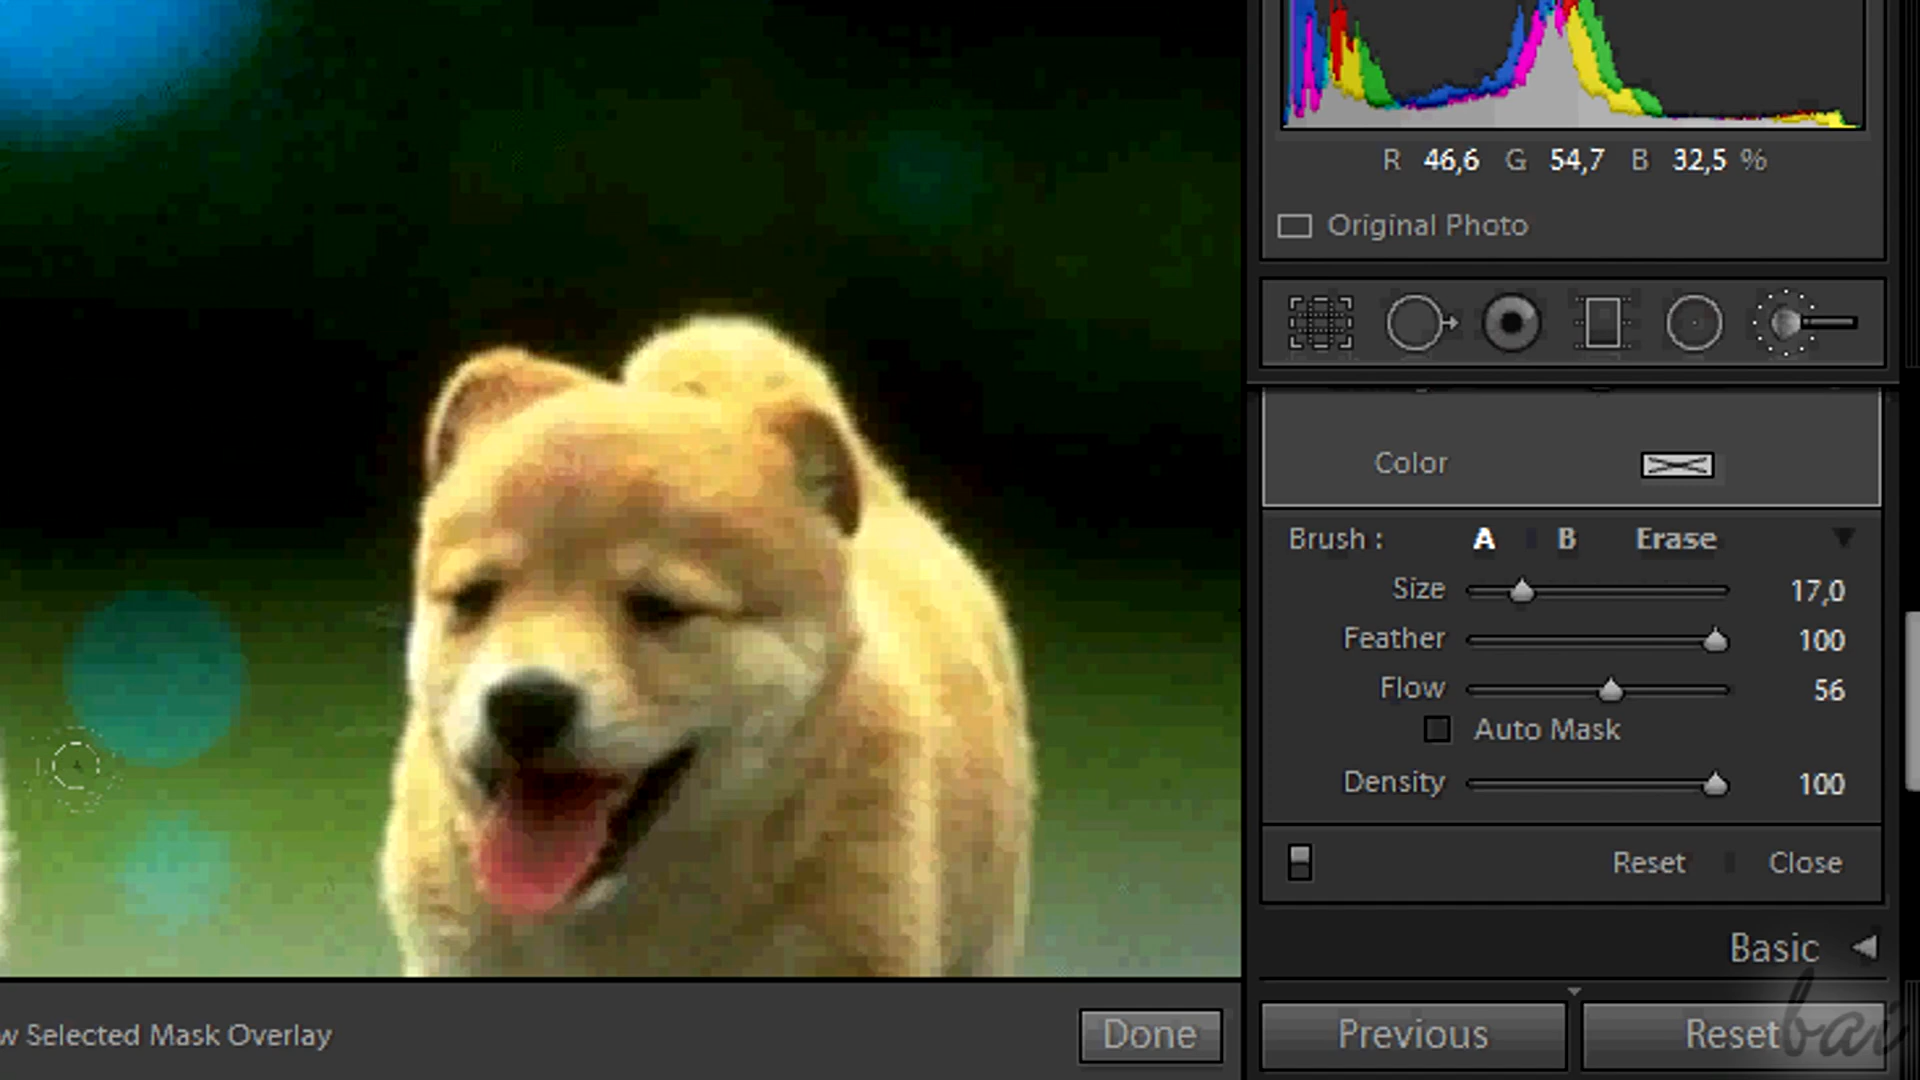 R 46,6 G 54,7 B 32,5 %
Original Photo
Color
Brush : A B Erase
Size 17,0
Feather 100
Flow 56
Auto Mask
Density 100
Reset Close
Basic
w Selected Mask Overlay Done Previous Reset
bai